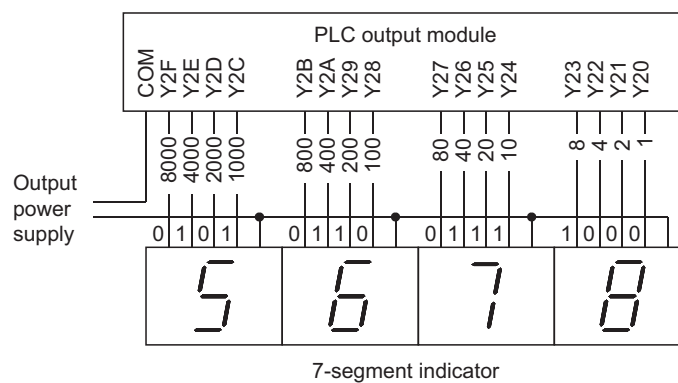 PLC output module
COM Y2F Y2E Y2D Y2C Y2B Y2A Y29 Y28 Y27 Y26 Y25 Y24 Y23 Y22 Y21 Y20
8000 4000 2000 1000 800 400 200 100 80 40 20 10 8 4 2 1
Output
power
supply
0 1 0 1 0 1 1 0 0 1 1 1 1 0 0 0
5 6 7 8
7-segment indicator